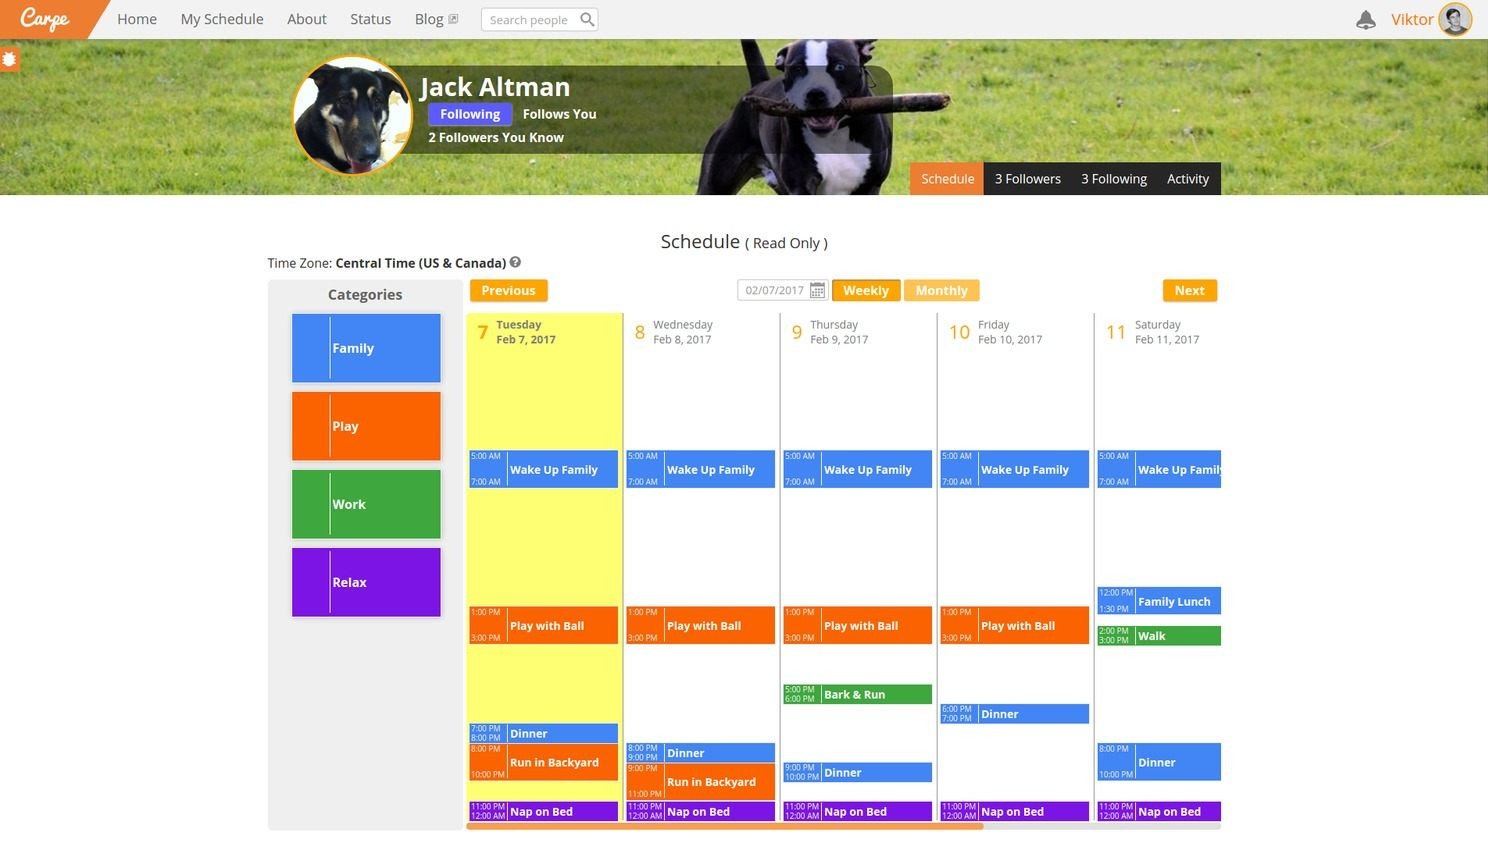 Carpe Home My Schedule About Status Blog Search people Viktor
Jack Altman
Following Follows You
2 Followers You Know
Schedule 3 Followers 3 Following Activity
Schedule ( Read Only )
Time Zone: Central Time (US & Canada) ?
Categories
Family
Play
Work
Relax
Previous 02/07/2017 Weekly Monthly Next
7 Tuesday
Feb 7, 2017
5:00 AM
7:00 AM
Wake Up Family
1:00 PM
3:00 PM
Play with Ball
7:00 PM
8:00 PM
Dinner
8:00 PM
10:00 PM
Run in Backyard
11:00 PM
12:00 AM
Nap on Bed
8 Wednesday
Feb 8, 2017
5:00 AM
7:00 AM
Wake Up Family
1:00 PM
3:00 PM
Play with Ball
8:00 PM
9:00 PM
Dinner
9:00 PM
11:00 PM
Run in Backyard
11:00 PM
12:00 AM
Nap on Bed
9 Thursday
Feb 9, 2017
5:00 AM
7:00 AM
Wake Up Family
1:00 PM
3:00 PM
Play with Ball
5:00 PM
6:00 PM
Bark & Run
9:00 PM
10:00 PM
Dinner
11:00 PM
12:00 AM
Nap on Bed
10 Friday
Feb 10, 2017
5:00 AM
7:00 AM
Wake Up Family
1:00 PM
3:00 PM
Play with Ball
6:00 PM
7:00 PM
Dinner
11:00 PM
12:00 AM
Nap on Bed
11 Saturday
Feb 11, 2017
5:00 AM
7:00 AM
Wake Up Family
12:00 PM
1:30 PM
Family Lunch
2:00 PM
3:00 PM
Walk
8:00 PM
10:00 PM
Dinner
11:00 PM
12:00 AM
Nap on Bed